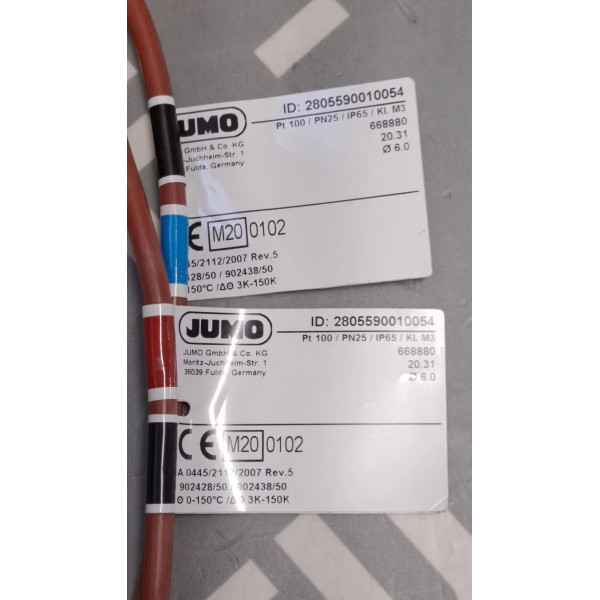 JUMO
ID: 2805590010054
Pt 100 / PN25 / IP65 / Kl. M3
668880
20.31
Ø 6.0
GmbH & Co. KG
-Juchheim-Str. 1
Fulda, Germany
CE M20 0102
45/2112/2007 Rev.5
428/50 / 902438/50
150°C /ΔΘ 3K-150K
JUMO
ID: 2805590010054
Pt 100 / PN25 / IP65 / Kl. M3
668880
20.31
Ø 6.0
JUMO GmbH & Co. KG
Moritz-Juchheim-Str. 1
36039 Fulda, Germany
CE M20 0102
A 0445/2112/2007 Rev.5
902428/50 / 902438/50
Θ 0-150°C /ΔΘ 3K-150K